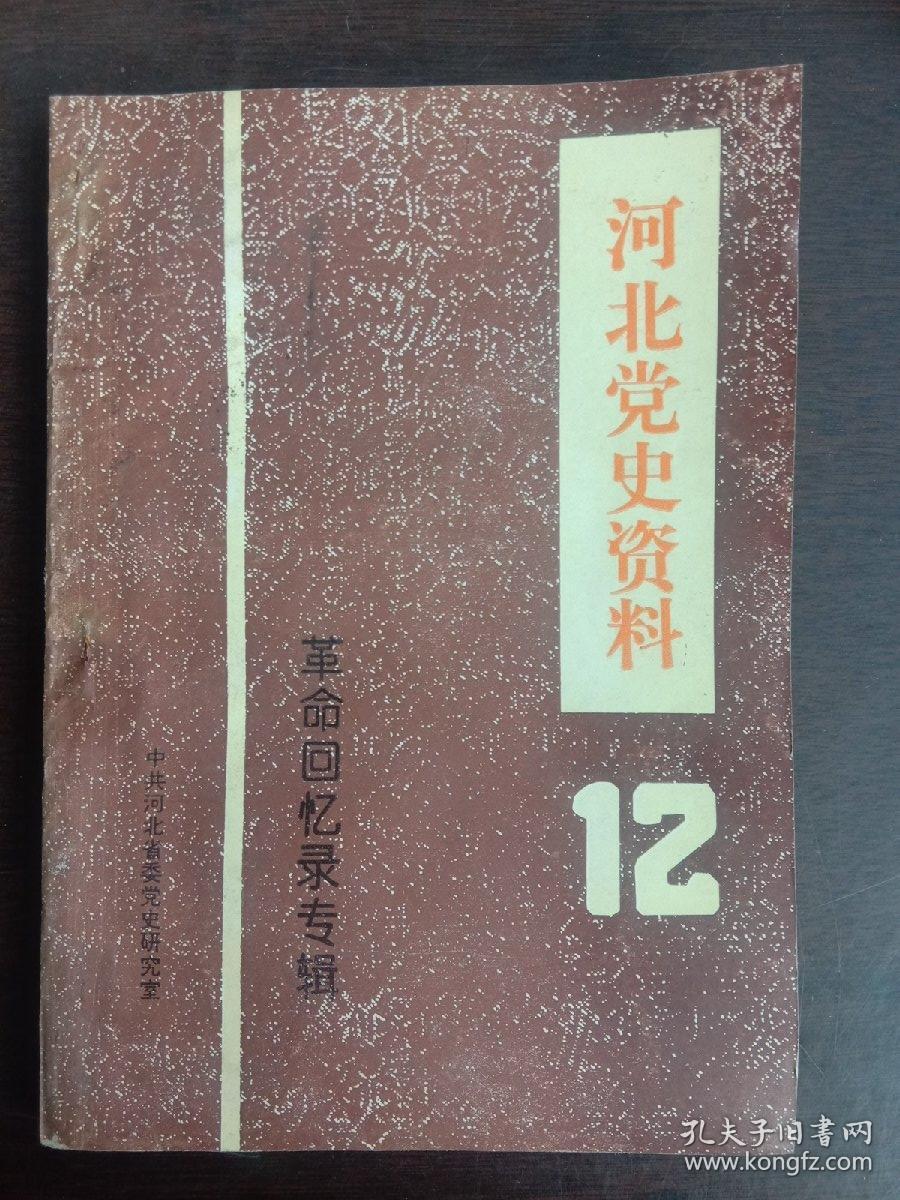 河北党史资料
12
革命回忆录专辑
中共河北省委党史研究室
孔夫子旧书网
www.kongfz.com